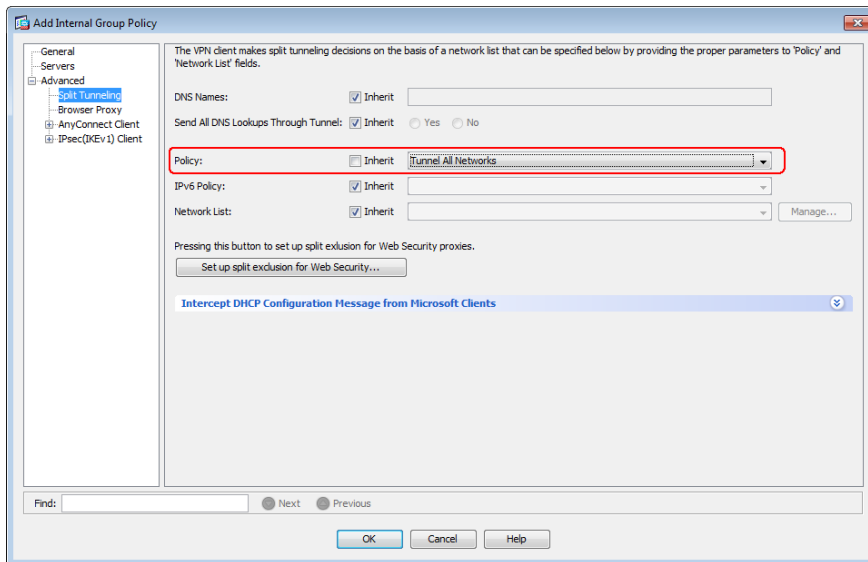 Add Internal Group Policy
General
Servers
Advanced
Split Tunneling
Browser Proxy
AnyConnect Client
IPsec(IKEv1) Client
The VPN client makes split tunneling decisions on the basis of a network list that can be specified below by providing the proper parameters to 'Policy' and
'Network List' fields.
DNS Names: Inherit
Send All DNS Lookups Through Tunnel: Inherit Yes No
Policy: Inherit Tunnel All Networks
IPv6 Policy: Inherit
Network List: Inherit Manage...
Pressing this button to set up split exlusion for Web Security proxies.
Set up split exclusion for Web Security...
Intercept DHCP Configuration Message from Microsoft Clients
Find: Next Previous
OK Cancel Help